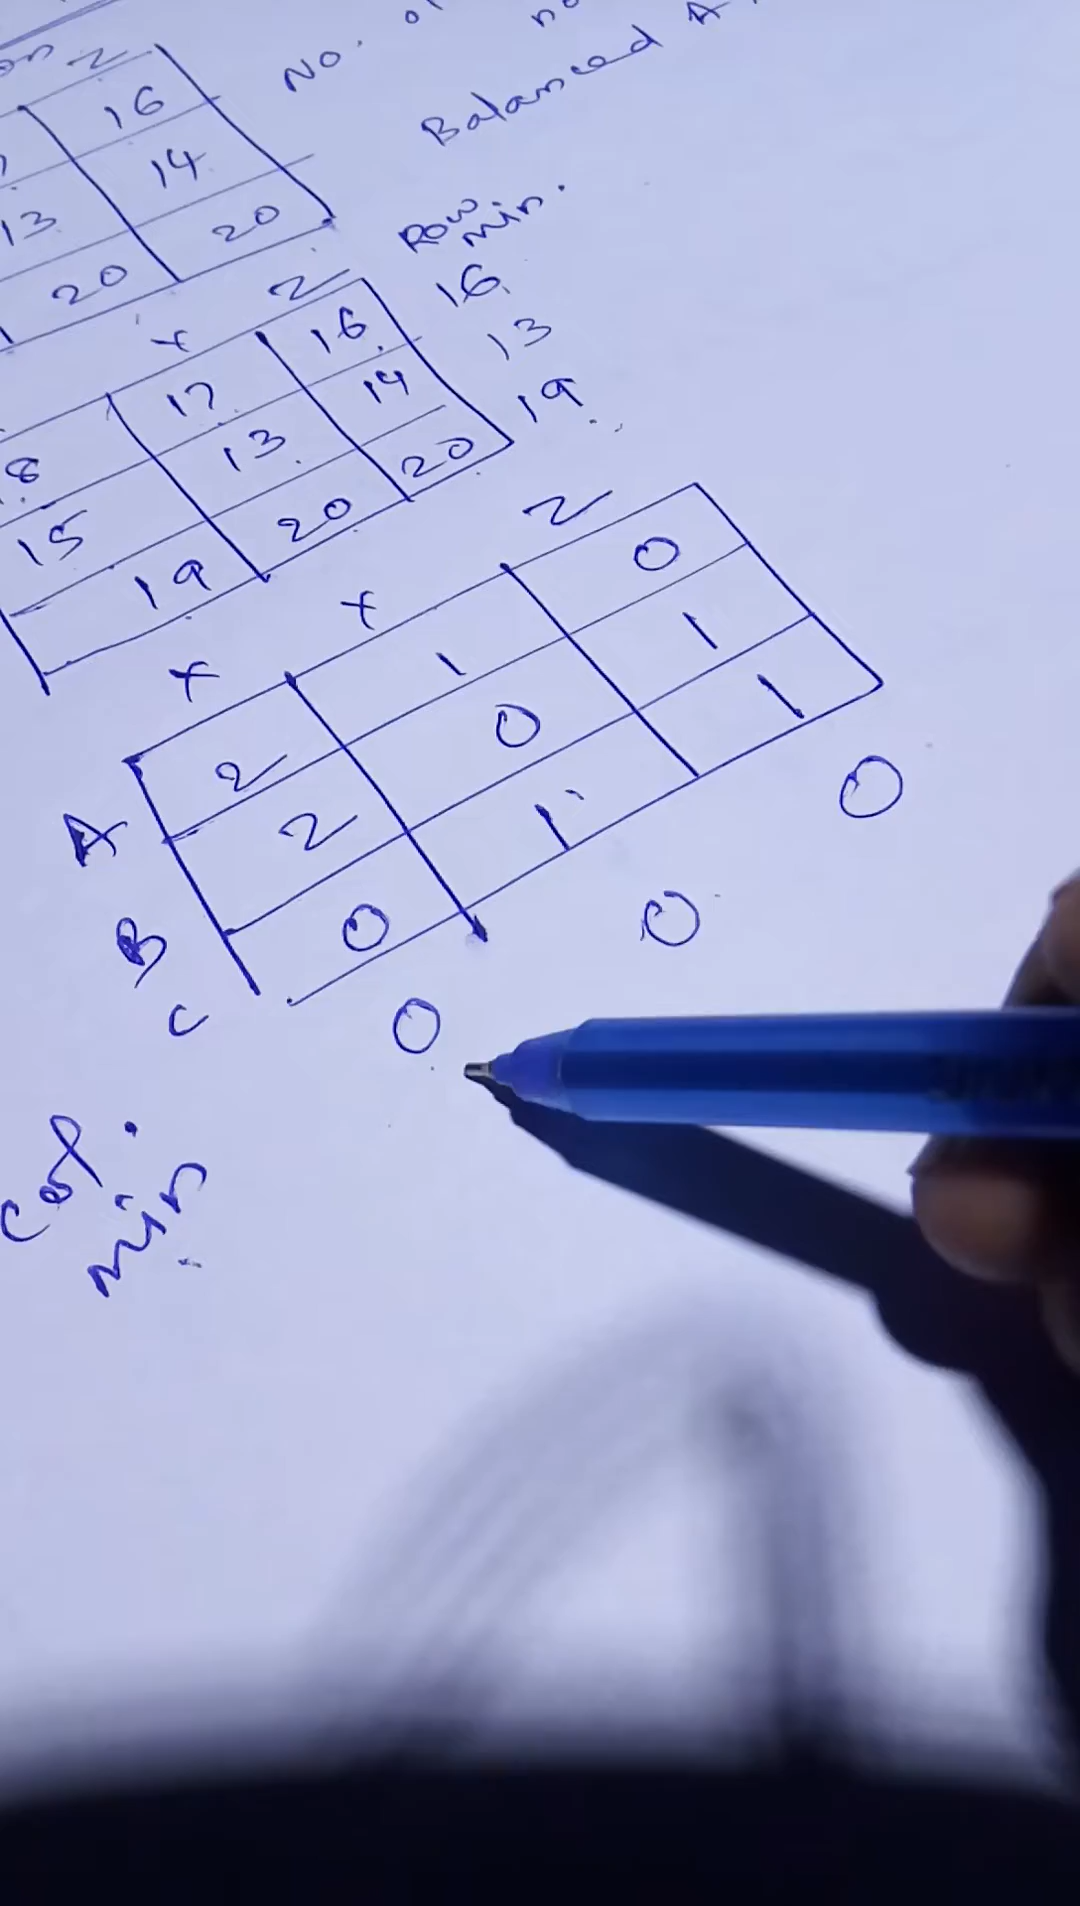 No.
Balanced A
Z
16
14
13 20
20
Row
min.
Y Z
17 16 16
8 13 14 13
15 20 20 19
19
X Y Z
A 2 1 0
B 2 0 1
C 0 1 1
col.
min 0 0 0